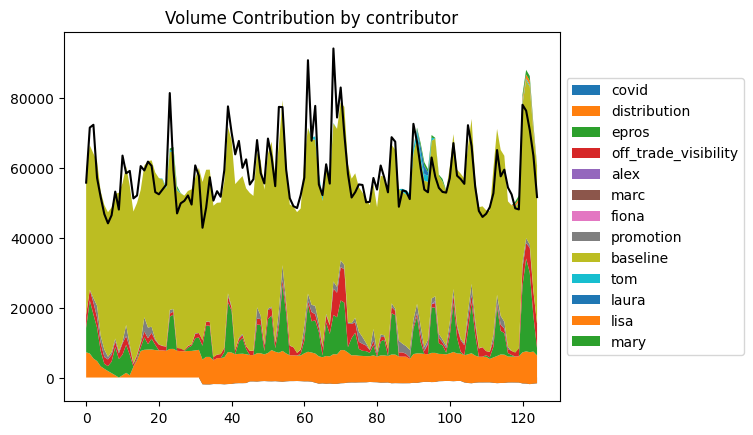 Volume Contribution by contributor
80000
60000
40000
20000
0
0 20 40 60 80 100 120
covid
distribution
epros
off_trade_visibility
alex
marc
fiona
promotion
baseline
tom
laura
lisa
mary